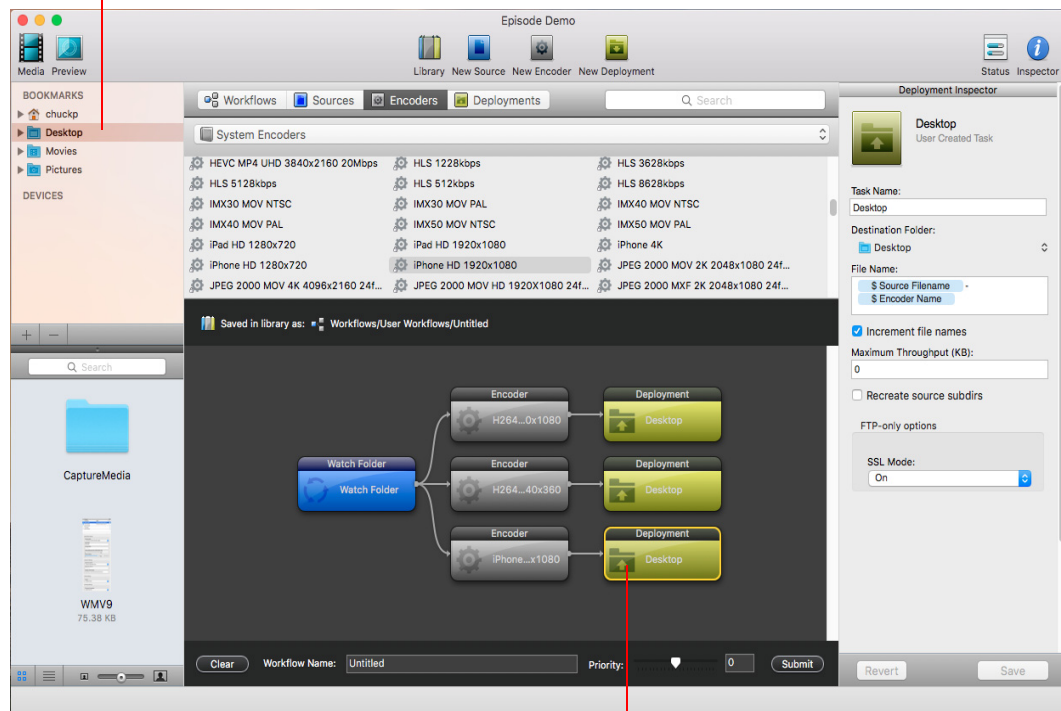 Episode Demo
Media Preview
Library New Source New Encoder New Deployment
Status Inspector
BOOKMARKS
chuckp
Desktop
Movies
Pictures
DEVICES
Search
CaptureMedia
WMV9
75.38 KB
Workflows Sources Encoders Deployments
Search
System Encoders
HEVC MP4 UHD 3840x2160 20Mbps HLS 1228kbps HLS 3628kbps
HLS 5128kbps HLS 512kbps HLS 8628kbps
IMX30 MOV NTSC IMX30 MOV PAL IMX40 MOV NTSC
IMX40 MOV PAL IMX50 MOV NTSC IMX50 MOV PAL
iPad HD 1280x720 iPad HD 1920x1080 iPhone 4K
iPhone HD 1280x720 iPhone HD 1920x1080 JPEG 2000 MOV 2K 2048x1080 24f...
JPEG 2000 MOV 4K 4096x2160 24f... JPEG 2000 MOV HD 1920X1080 24f... JPEG 2000 MXF 2K 2048x1080 24f...
Saved in library as: Workflows/User Workflows/Untitled
Encoder Deployment
H264...0x1080 Desktop
Watch Folder Encoder Deployment
Watch Folder H264...40x360 Desktop
Encoder Deployment
iPhone...x1080 Desktop
Clear Workflow Name: Untitled Priority: 0 Submit
Deployment Inspector
Desktop
User Created Task
Task Name:
Desktop
Destination Folder:
Desktop
File Name:
$ Source Filename -
$ Encoder Name
Increment file names
Maximum Throughput (KB):
0
Recreate source subdirs
FTP-only options
SSL Mode:
On
Revert Save